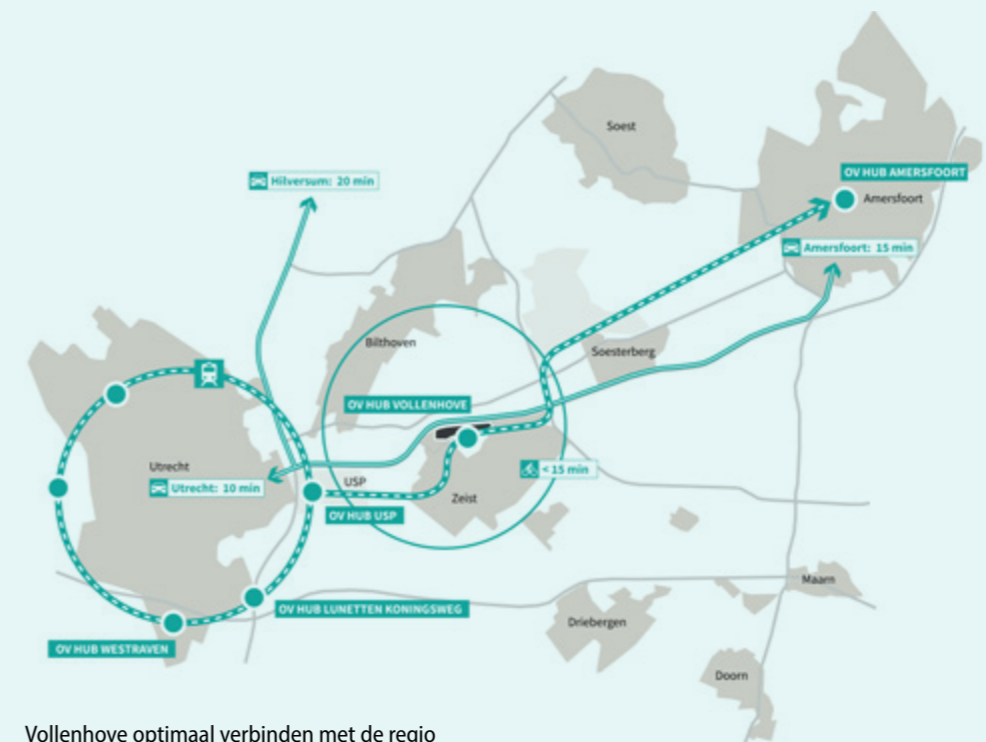 Soest
OV HUB AMERSFOORT
Hilversum: 20 min
Amersfoort
Amersfoort: 15 min
Bilthoven
Soesterberg
OV HUB VOLLENHOVE
Utrecht
< 15 min
USP
Utrecht: 10 min
Zeist
OV HUB USP
Maarn
OV HUB LUNETTEN KONINGSWEG
Driebergen
OV HUB WESTRAVEN
Doorn
Vollenhove optimaal verbinden met de regio